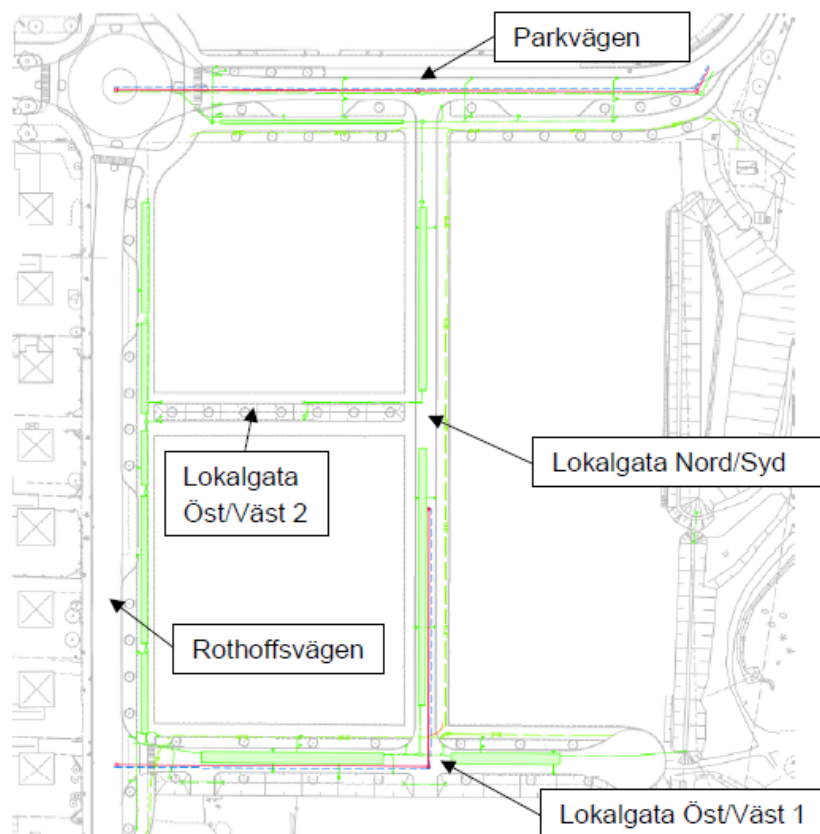 Parkvägen
Lokalgata
Öst/Väst 2
Lokalgata Nord/Syd
Rothoffsvägen
Lokalgata Öst/Väst 1